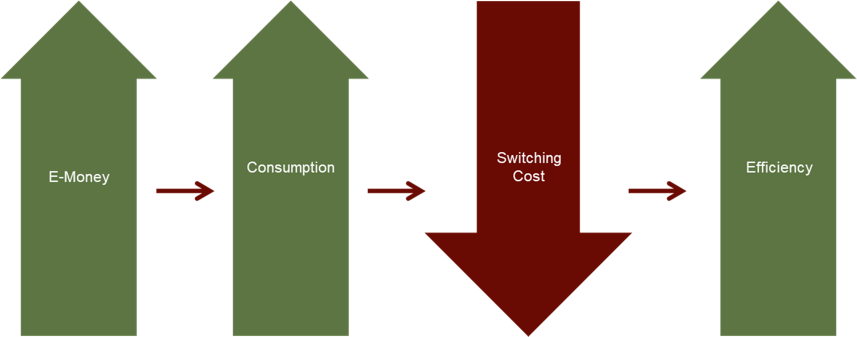 E-Money
Consumption
Switching
Cost
Efficiency